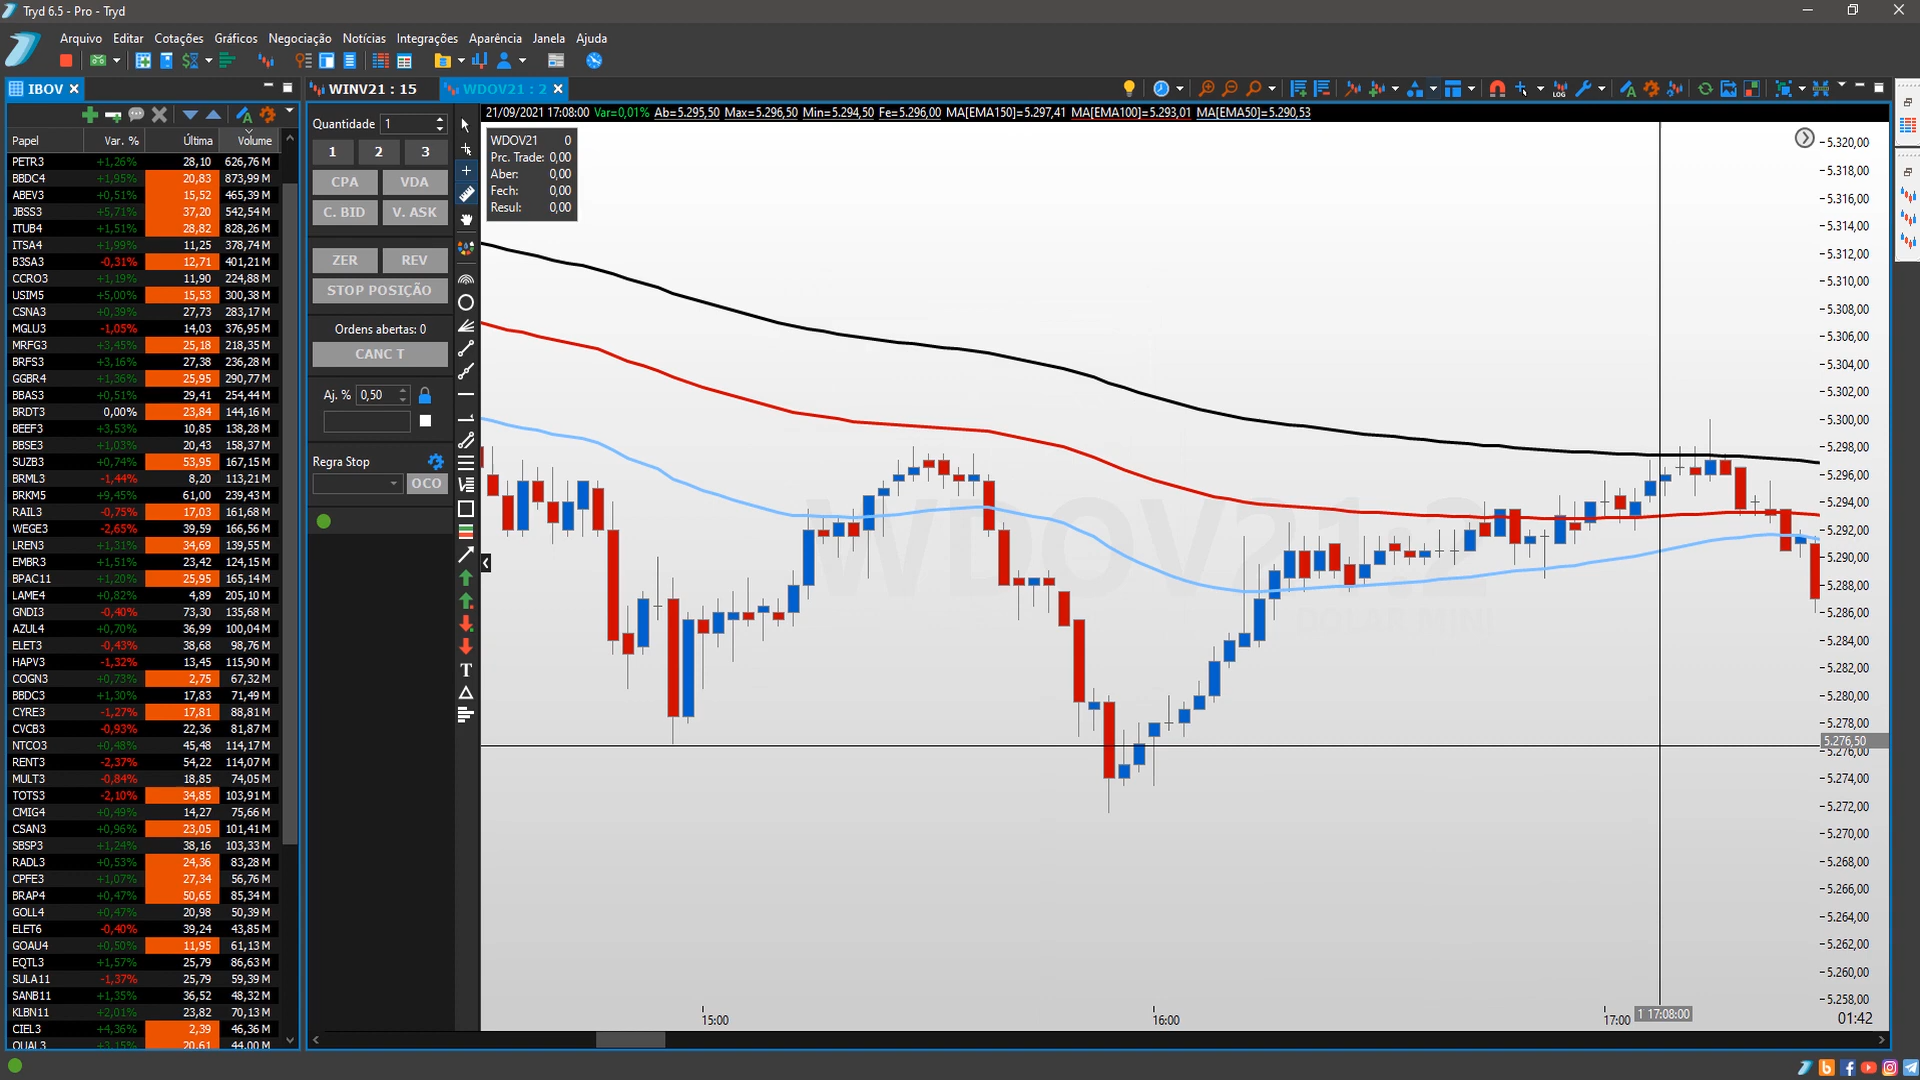 Tryd 6.5 - Pro - Tryd
Arquivo Editar Cotações Gráficos Negociação Notícias Integrações Aparência Janela Ajuda
IBOV
WINV21 : 15
WDOV21 : 2
Papel Var. % Última Volume
PETR3 +1,26% 28,10 626,76 M
BBDC4 +1,95% 20,83 873,99 M
ABEV3 +0,51% 15,52 465,39 M
JBSS3 +5,71% 37,20 542,54 M
ITUB4 +1,51% 28,82 828,26 M
ITSA4 +1,99% 11,25 378,74 M
B3SA3 -0,31% 12,71 401,21 M
CCRO3 +1,19% 11,90 224,88 M
USIM5 +5,00% 15,53 300,38 M
CSNA3 +0,39% 27,73 283,17 M
MGLU3 -1,05% 14,03 376,95 M
MRFG3 +3,45% 25,18 218,35 M
BRFS3 +3,16% 27,38 236,28 M
GGBR4 +1,36% 25,95 290,77 M
BBAS3 +0,51% 29,41 254,44 M
BRDT3 0,00% 23,84 144,16 M
BEEF3 +3,53% 10,85 138,28 M
BBSE3 +1,03% 20,43 158,37 M
SUZB3 +0,74% 53,95 167,15 M
BRML3 -1,44% 8,20 113,21 M
BRKM5 +9,45% 61,00 239,43 M
RAIL3 -0,75% 17,03 161,68 M
WEGE3 -2,65% 39,59 166,56 M
LREN3 +1,31% 34,69 139,55 M
EMBR3 +1,51% 23,42 124,15 M
BPAC11 +1,20% 25,95 165,14 M
LAME4 +0,82% 4,89 205,10 M
GNDI3 -0,40% 73,30 135,68 M
AZUL4 +0,70% 36,99 100,04 M
ELET3 -0,43% 38,68 98,76 M
HAPV3 -1,32% 13,45 115,90 M
COGN3 +0,73% 2,75 67,32 M
BBDC3 +1,30% 17,83 71,49 M
CYRE3 -1,27% 17,81 88,81 M
CVCB3 -0,93% 22,36 81,87 M
NTCO3 +0,48% 45,48 114,17 M
RENT3 -2,37% 54,22 114,07 M
MULT3 -0,84% 18,85 74,05 M
TOTS3 -2,10% 34,85 103,91 M
CMIG4 +0,49% 14,27 75,66 M
CSAN3 +0,96% 23,05 101,41 M
SBSP3 +1,24% 38,16 103,33 M
RADL3 +0,53% 24,36 83,28 M
CPFE3 +1,07% 27,34 56,76 M
BRAP4 +0,47% 50,65 85,34 M
GOLL4 +0,47% 20,98 50,39 M
ELET6 -0,40% 39,24 43,85 M
GOAU4 +0,50% 11,95 61,13 M
EQTL3 +1,57% 25,79 86,63 M
SULA11 -1,37% 25,79 59,39 M
SANB11 +1,35% 36,52 48,32 M
KLBN11 +2,01% 23,82 70,13 M
CIEL3 +4,36% 2,39 46,36 M
QUAL3 +3,15% 20,61 44,00 M
Quantidade 1
1 2 3
CPA VDA
C. BID V. ASK
ZER REV
STOP POSIÇÃO
Ordens abertas: 0
CANC T
Aj. % 0,50
Regra Stop
OCO
T
LOG
21/09/2021 17:08:00 Var=0,01% Ab=5.295,50 Max=5.296,50 Min=5.294,50 Fe=5.296,00 MA[EMA150]=5.297,41 MA[EMA100]=5.293,01 MA[EMA50]=5.290,53
WDOV21 0
Prc. Trade: 0,00
Aber: 0,00
Fech: 0,00
Resul: 0,00
WDOV21:2
5.320,00
5.318,00
5.316,00
5.314,00
5.312,00
5.310,00
5.308,00
5.306,00
5.304,00
5.302,00
5.300,00
5.298,00
5.296,00
5.294,00
5.292,00
5.290,00
5.288,00
5.286,00
5.284,00
5.282,00
5.280,00
5.278,00
5.276,50
5.276,00
5.274,00
5.272,00
5.270,00
5.268,00
5.266,00
5.264,00
5.262,00
5.260,00
5.258,00
15:00 16:00 17:00 1 17:08:00 01:42